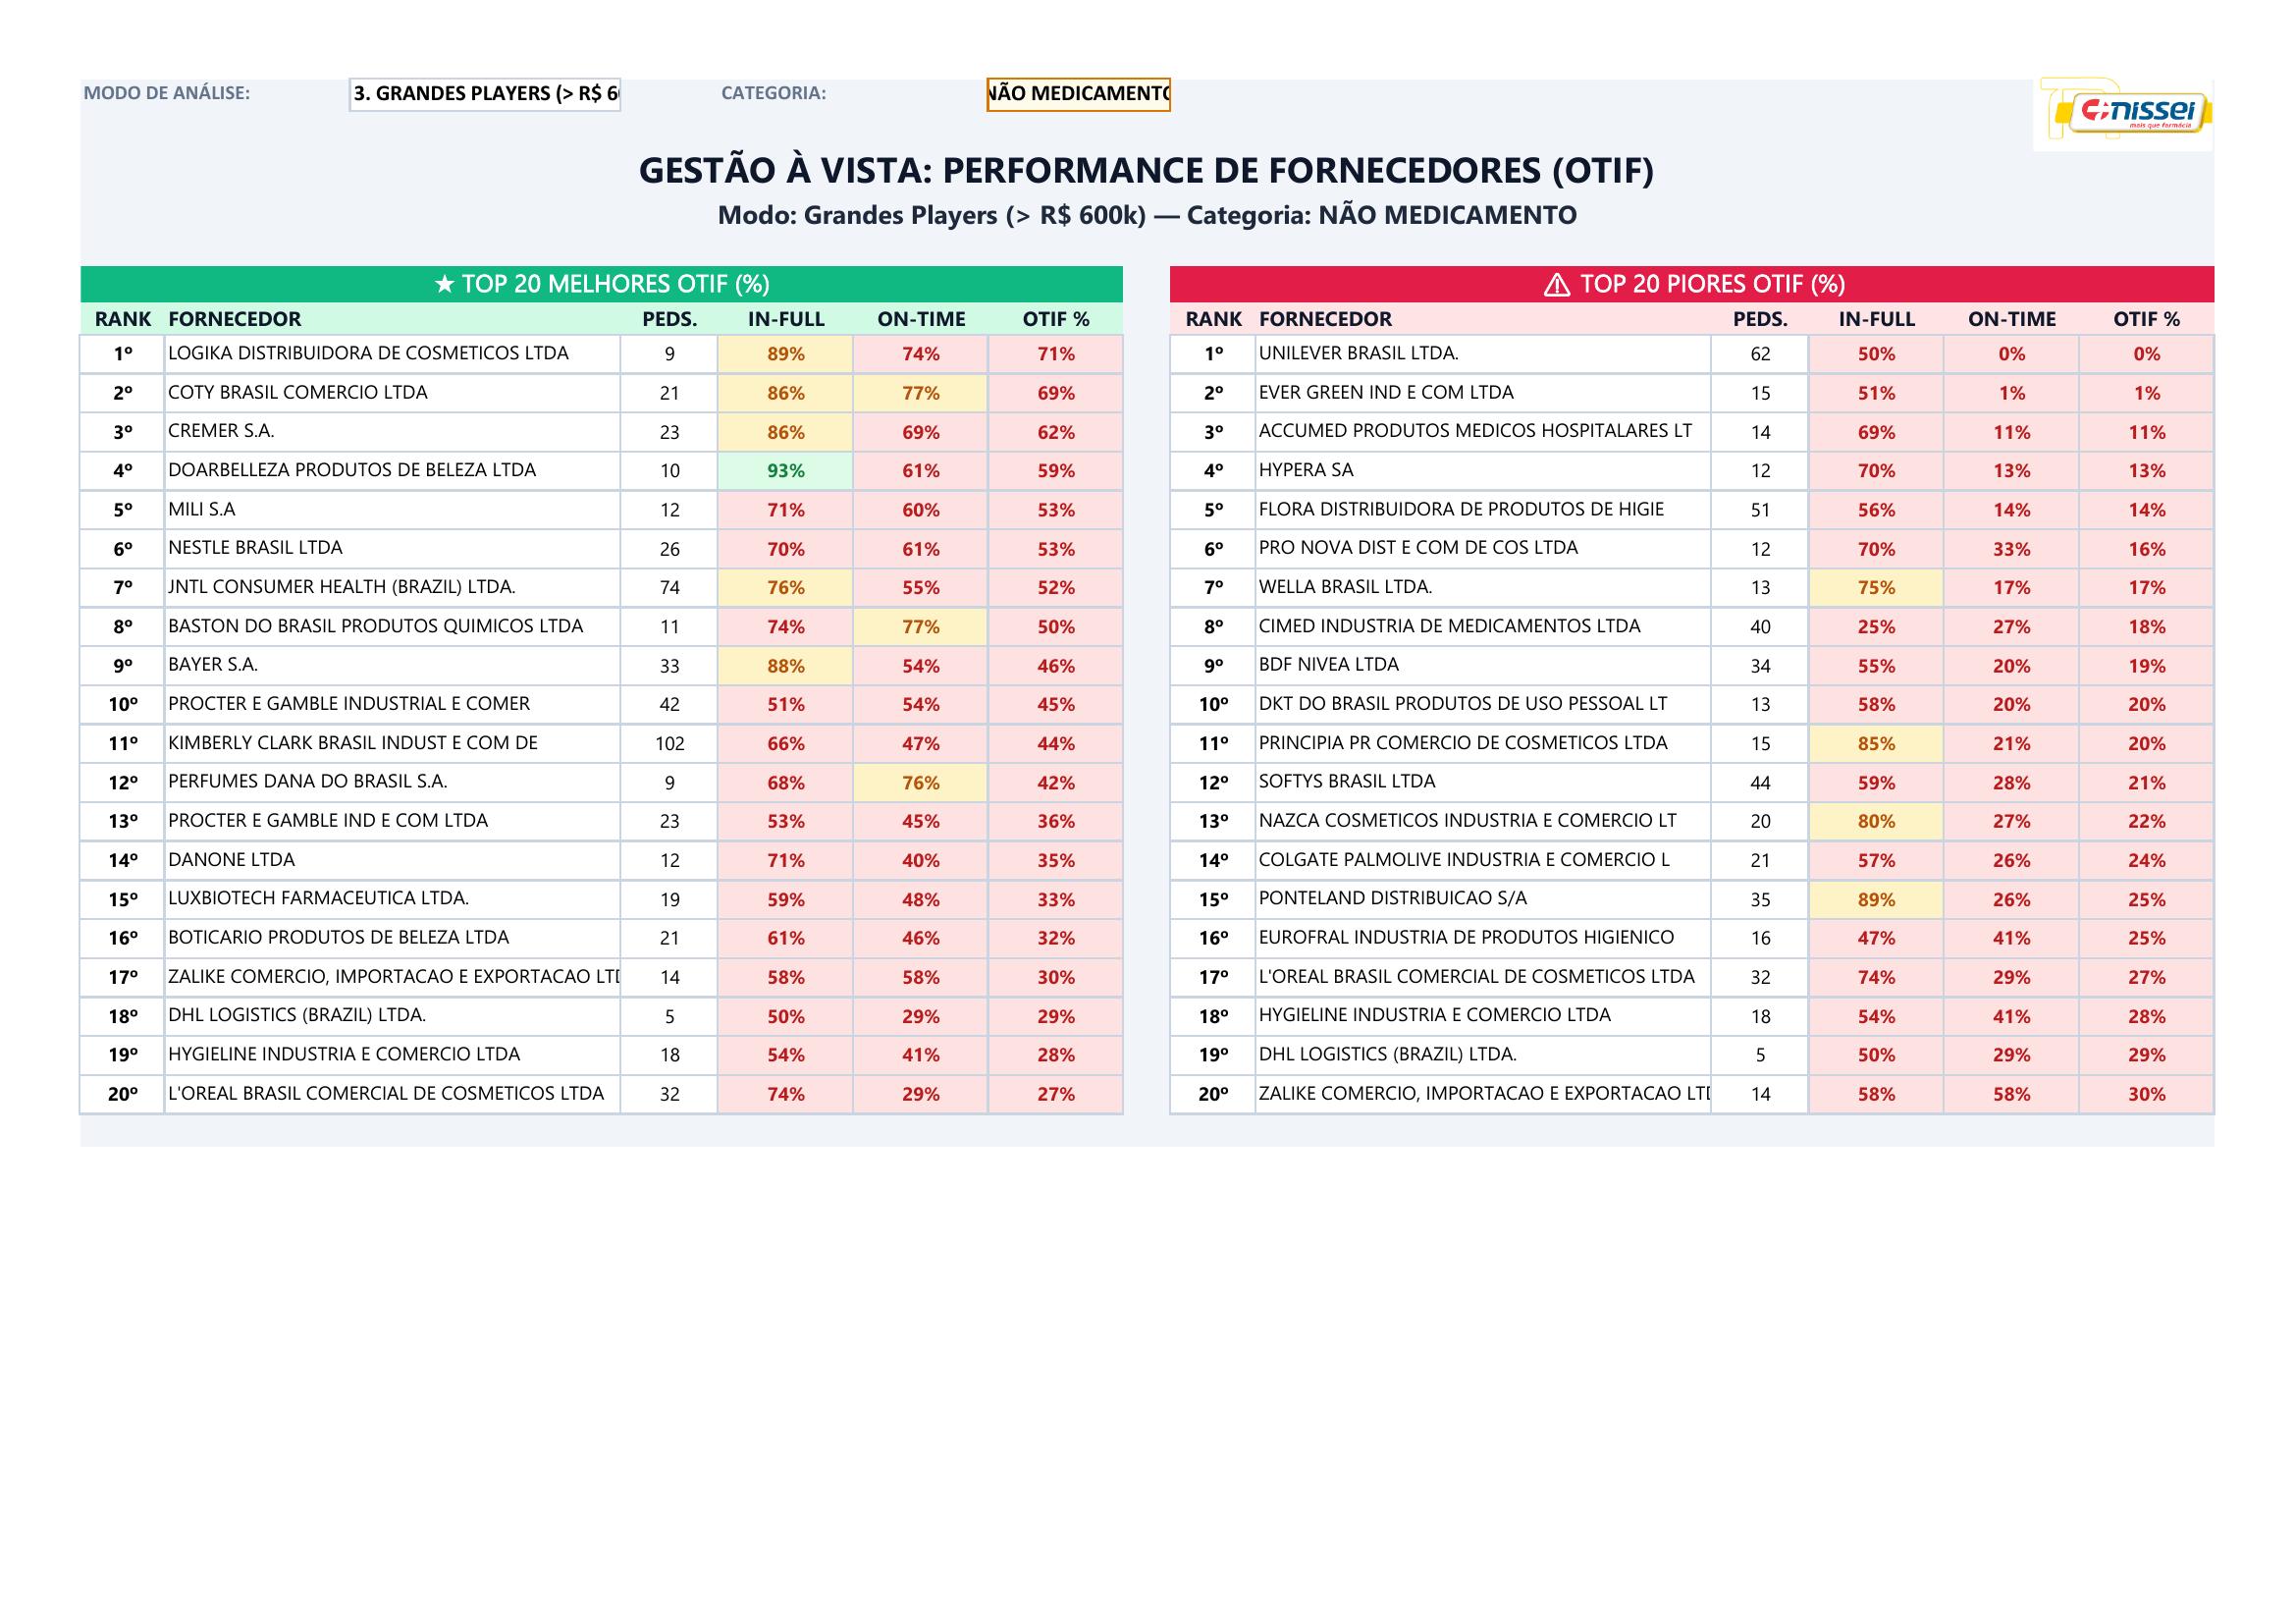 MODO DE ANÁLISE: 3. GRANDES PLAYERS (> R$ 6 CATEGORIA: NÃO MEDICAMENTO
nissei
mais que farmácia
GESTÃO À VISTA: PERFORMANCE DE FORNECEDORES (OTIF)
Modo: Grandes Players (> R$ 600k) — Categoria: NÃO MEDICAMENTO
★ TOP 20 MELHORES OTIF (%)
RANK FORNECEDOR PEDS. IN-FULL ON-TIME OTIF %
1º LOGIKA DISTRIBUIDORA DE COSMETICOS LTDA 9 89% 74% 71%
2º COTY BRASIL COMERCIO LTDA 21 86% 77% 69%
3º CREMER S.A. 23 86% 69% 62%
4º DOARBELLEZA PRODUTOS DE BELEZA LTDA 10 93% 61% 59%
5º MILI S.A 12 71% 60% 53%
6º NESTLE BRASIL LTDA 26 70% 61% 53%
7º JNTL CONSUMER HEALTH (BRAZIL) LTDA. 74 76% 55% 52%
8º BASTON DO BRASIL PRODUTOS QUIMICOS LTDA 11 74% 77% 50%
9º BAYER S.A. 33 88% 54% 46%
10º PROCTER E GAMBLE INDUSTRIAL E COMER 42 51% 54% 45%
11º KIMBERLY CLARK BRASIL INDUST E COM DE 102 66% 47% 44%
12º PERFUMES DANA DO BRASIL S.A. 9 68% 76% 42%
13º PROCTER E GAMBLE IND E COM LTDA 23 53% 45% 36%
14º DANONE LTDA 12 71% 40% 35%
15º LUXBIOTECH FARMACEUTICA LTDA. 19 59% 48% 33%
16º BOTICARIO PRODUTOS DE BELEZA LTDA 21 61% 46% 32%
17º ZALIKE COMERCIO, IMPORTACAO E EXPORTACAO LTD 14 58% 58% 30%
18º DHL LOGISTICS (BRAZIL) LTDA. 5 50% 29% 29%
19º HYGIELINE INDUSTRIA E COMERCIO LTDA 18 54% 41% 28%
20º L'OREAL BRASIL COMERCIAL DE COSMETICOS LTDA 32 74% 29% 27%
⚠ TOP 20 PIORES OTIF (%)
RANK FORNECEDOR PEDS. IN-FULL ON-TIME OTIF %
1º UNILEVER BRASIL LTDA. 62 50% 0% 0%
2º EVER GREEN IND E COM LTDA 15 51% 1% 1%
3º ACCUMED PRODUTOS MEDICOS HOSPITALARES LT 14 69% 11% 11%
4º HYPERA SA 12 70% 13% 13%
5º FLORA DISTRIBUIDORA DE PRODUTOS DE HIGIE 51 56% 14% 14%
6º PRO NOVA DIST E COM DE COS LTDA 12 70% 33% 16%
7º WELLA BRASIL LTDA. 13 75% 17% 17%
8º CIMED INDUSTRIA DE MEDICAMENTOS LTDA 40 25% 27% 18%
9º BDF NIVEA LTDA 34 55% 20% 19%
10º DKT DO BRASIL PRODUTOS DE USO PESSOAL LT 13 58% 20% 20%
11º PRINCIPIA PR COMERCIO DE COSMETICOS LTDA 15 85% 21% 20%
12º SOFTYS BRASIL LTDA 44 59% 28% 21%
13º NAZCA COSMETICOS INDUSTRIA E COMERCIO LT 20 80% 27% 22%
14º COLGATE PALMOLIVE INDUSTRIA E COMERCIO L 21 57% 26% 24%
15º PONTELAND DISTRIBUICAO S/A 35 89% 26% 25%
16º EUROFRAL INDUSTRIA DE PRODUTOS HIGIENICO 16 47% 41% 25%
17º L'OREAL BRASIL COMERCIAL DE COSMETICOS LTDA 32 74% 29% 27%
18º HYGIELINE INDUSTRIA E COMERCIO LTDA 18 54% 41% 28%
19º DHL LOGISTICS (BRAZIL) LTDA. 5 50% 29% 29%
20º ZALIKE COMERCIO, IMPORTACAO E EXPORTACAO LTD 14 58% 58% 30%